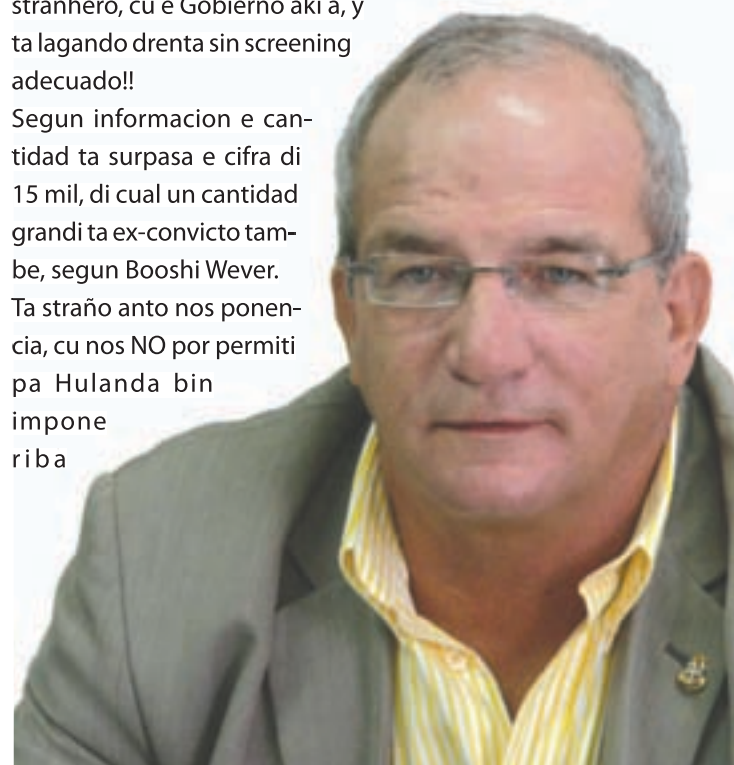 stranhero, cu e Gobierno aki a, y
ta lagando drenta sin screening
adecuado!!
Segun informacion e can-
tidad ta surpasa e cifra di
15 mil, di cual un cantidad
grandi ta ex-convicto tam-
be, segun Booshi Wever.
Ta straño anto nos ponen-
cia, cu nos NO por permiti
pa Hulanda bin
impone
riba